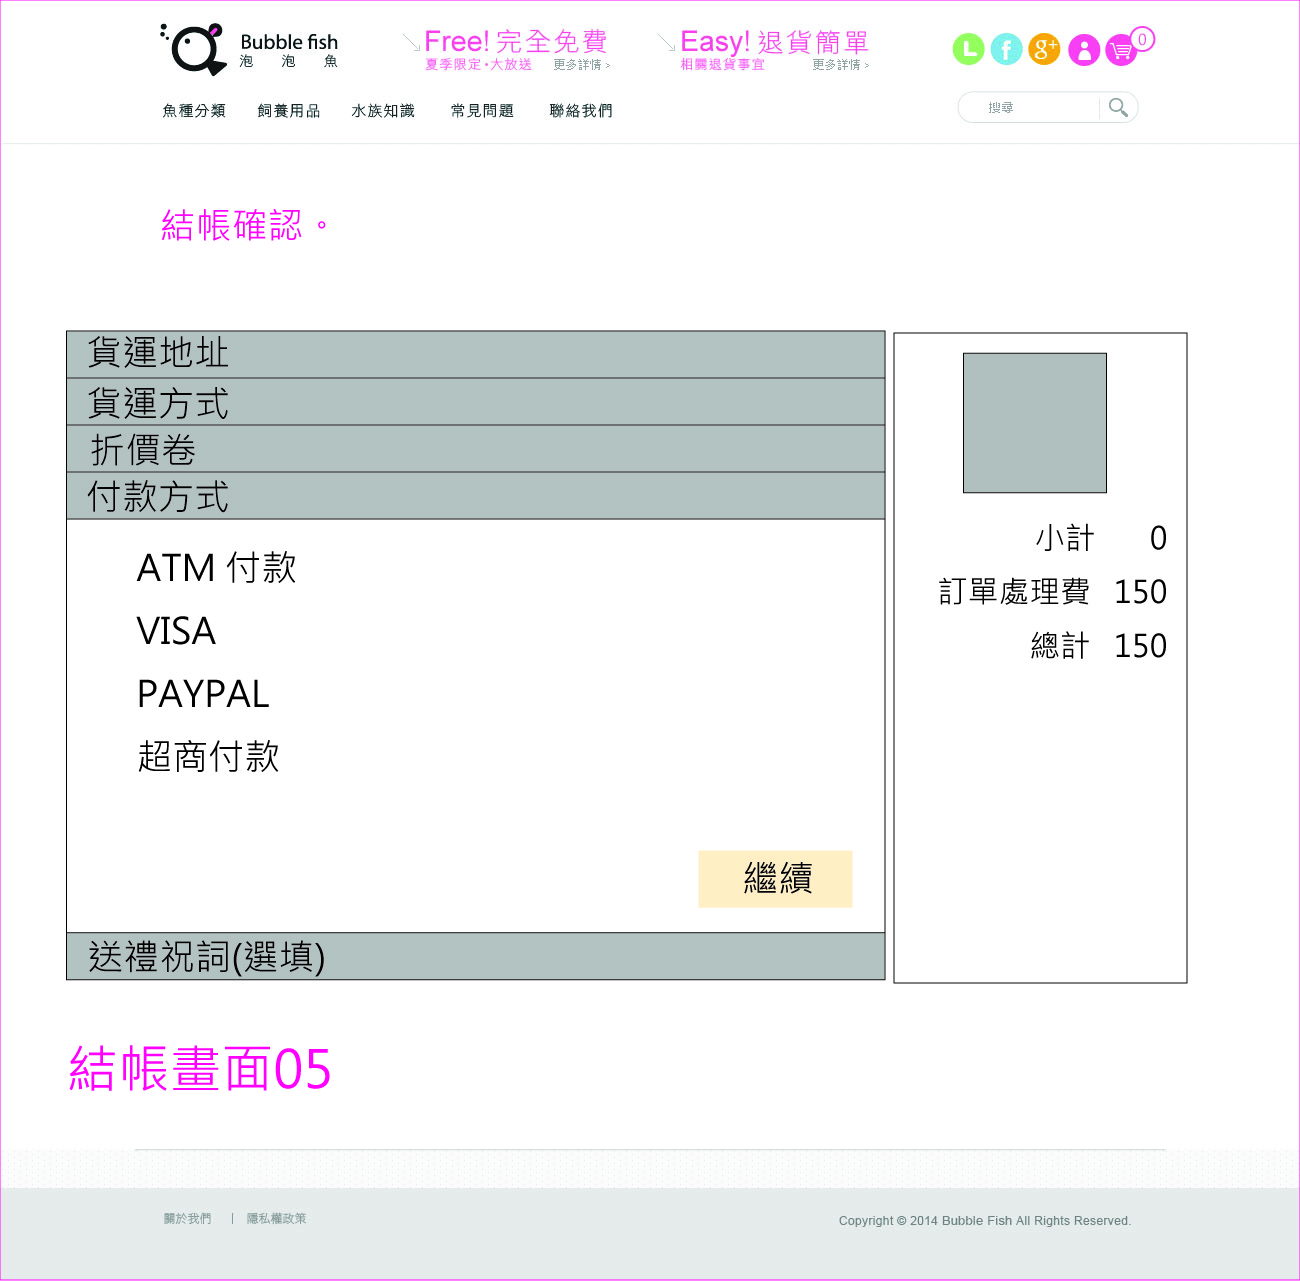 Bubble fish
泡泡魚
Free! 完全免費
夏季限定・大放送 更多詳情 >
Easy! 退貨簡單
相關退貨事宜 更多詳情 >
L f g+ 0
魚種分類 飼養用品 水族知識 常見問題 聯絡我們
搜尋
結帳確認。
貨運地址
貨運方式
折價卷
付款方式
ATM 付款
VISA
PAYPAL
超商付款
繼續
送禮祝詞(選填)
小計 0
訂單處理費 150
總計 150
結帳畫面05
關於我們 | 隱私權政策
Copyright © 2014 Bubble Fish All Rights Reserved.